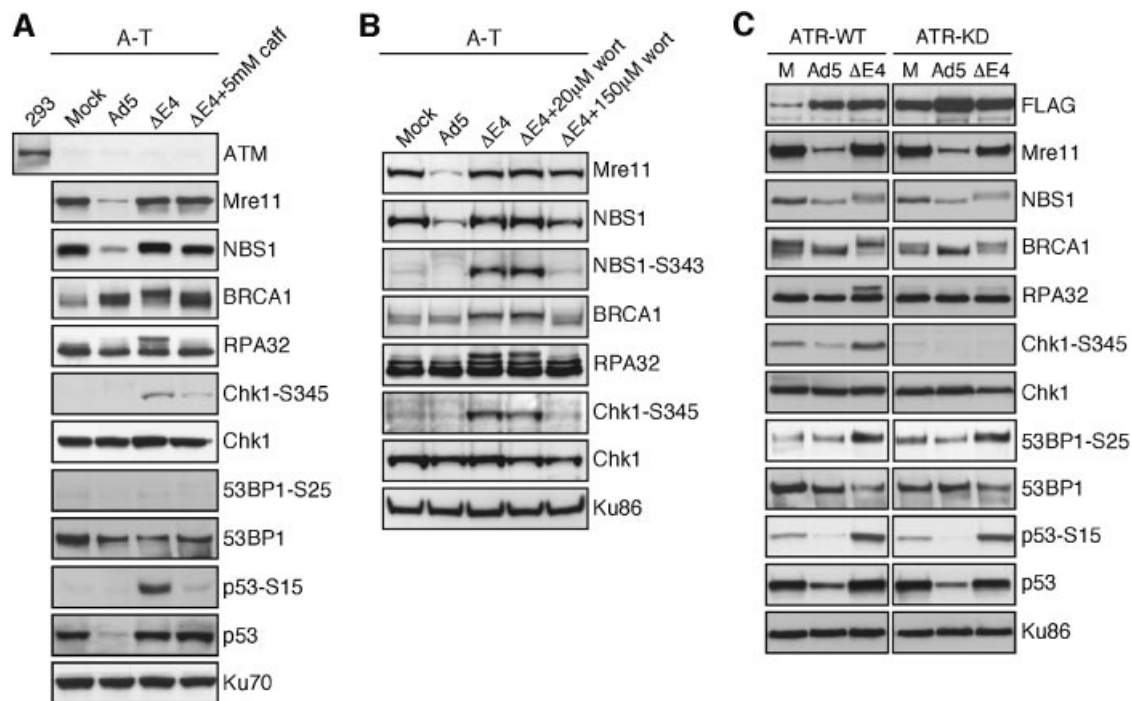 A
A-T
293 Mock Ad5 ΔE4 ΔE4+5mM caff
ATM
Mre11
NBS1
BRCA1
RPA32
Chk1-S345
Chk1
53BP1-S25
53BP1
p53-S15
p53
Ku70
B
A-T
Mock Ad5 ΔE4 ΔE4+20μM wort ΔE4+150μM wort
Mre11
NBS1
NBS1-S343
BRCA1
RPA32
Chk1-S345
Chk1
Ku86
C
ATR-WT ATR-KD
M Ad5 ΔE4 M Ad5 ΔE4
FLAG
Mre11
NBS1
BRCA1
RPA32
Chk1-S345
Chk1
53BP1-S25
53BP1
p53-S15
p53
Ku86